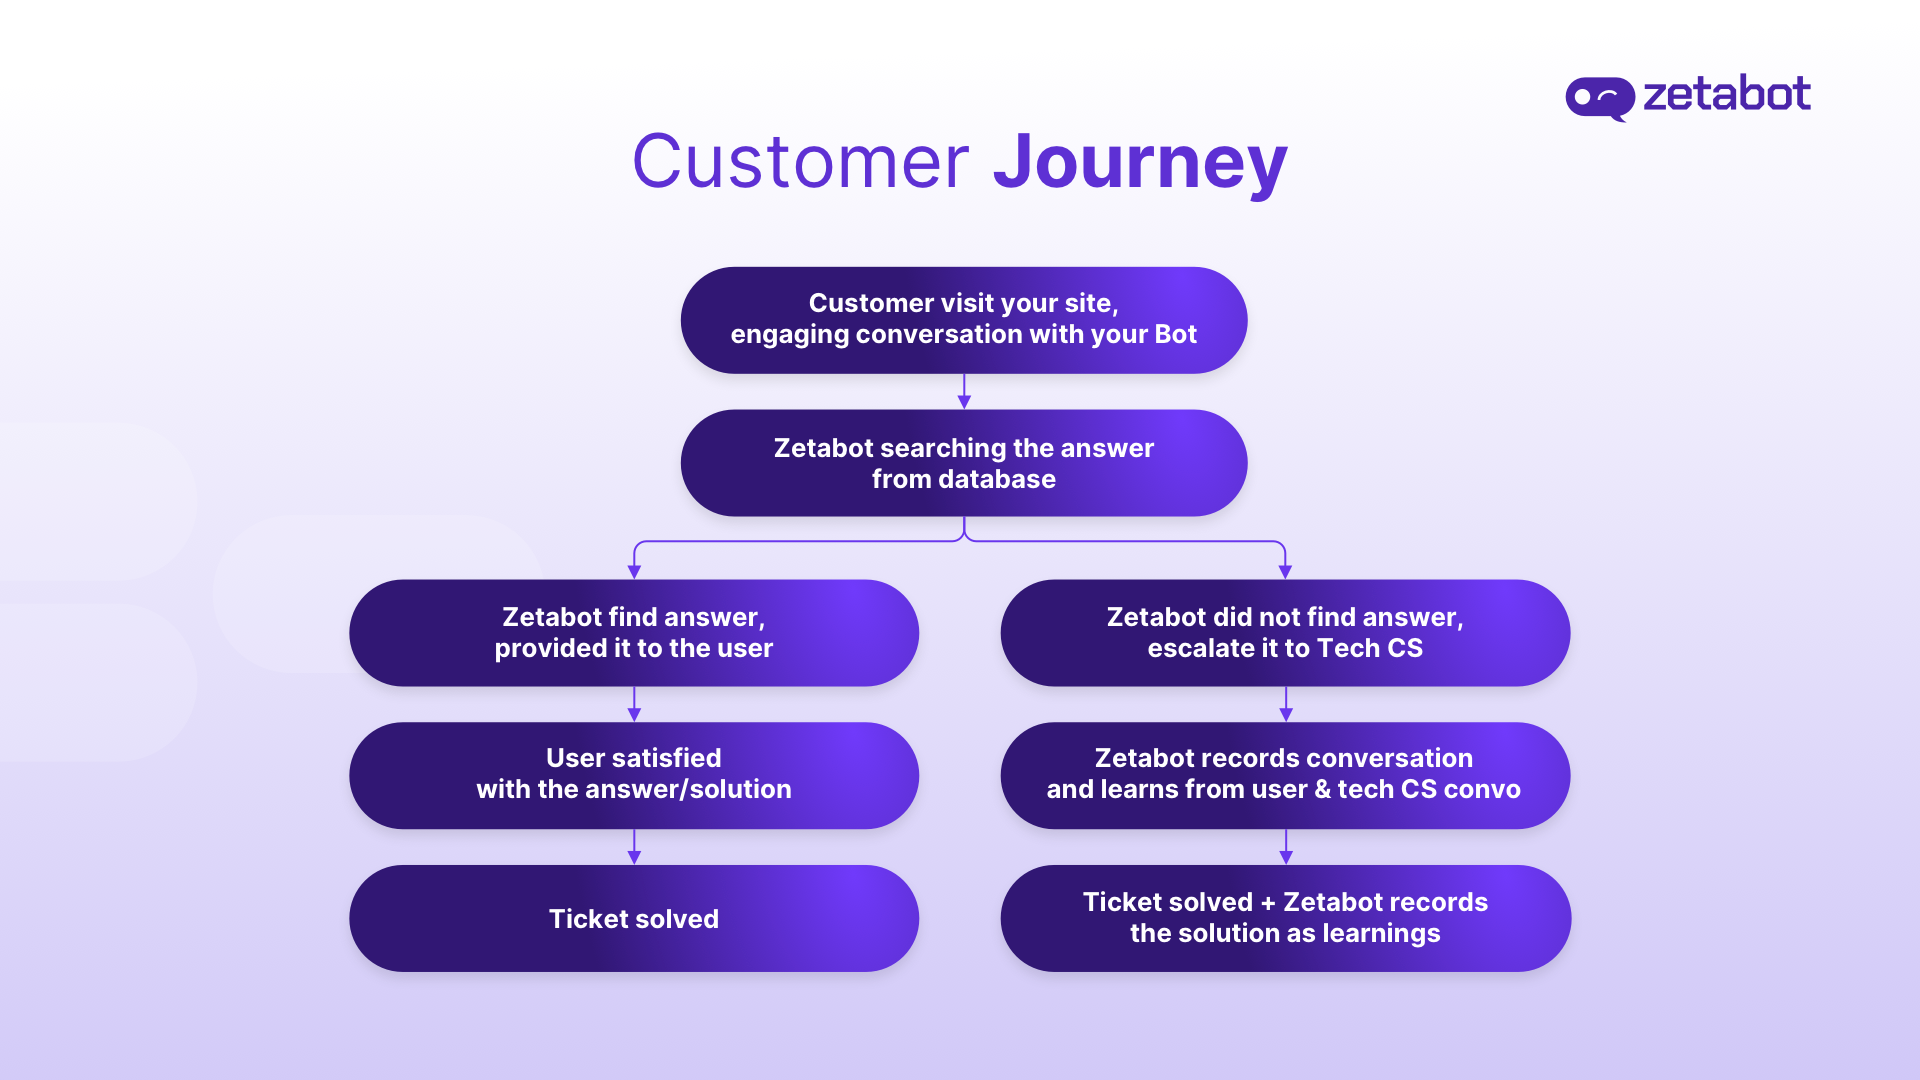 zetabot
Customer Journey
Customer visit your site,
engaging conversation with your Bot
Zetabot searching the answer
from database
Zetabot find answer,
provided it to the user
Zetabot did not find answer,
escalate it to Tech CS
User satisfied
with the answer/solution
Zetabot records conversation
and learns from user & tech CS convo
Ticket solved
Ticket solved + Zetabot records
the solution as learnings